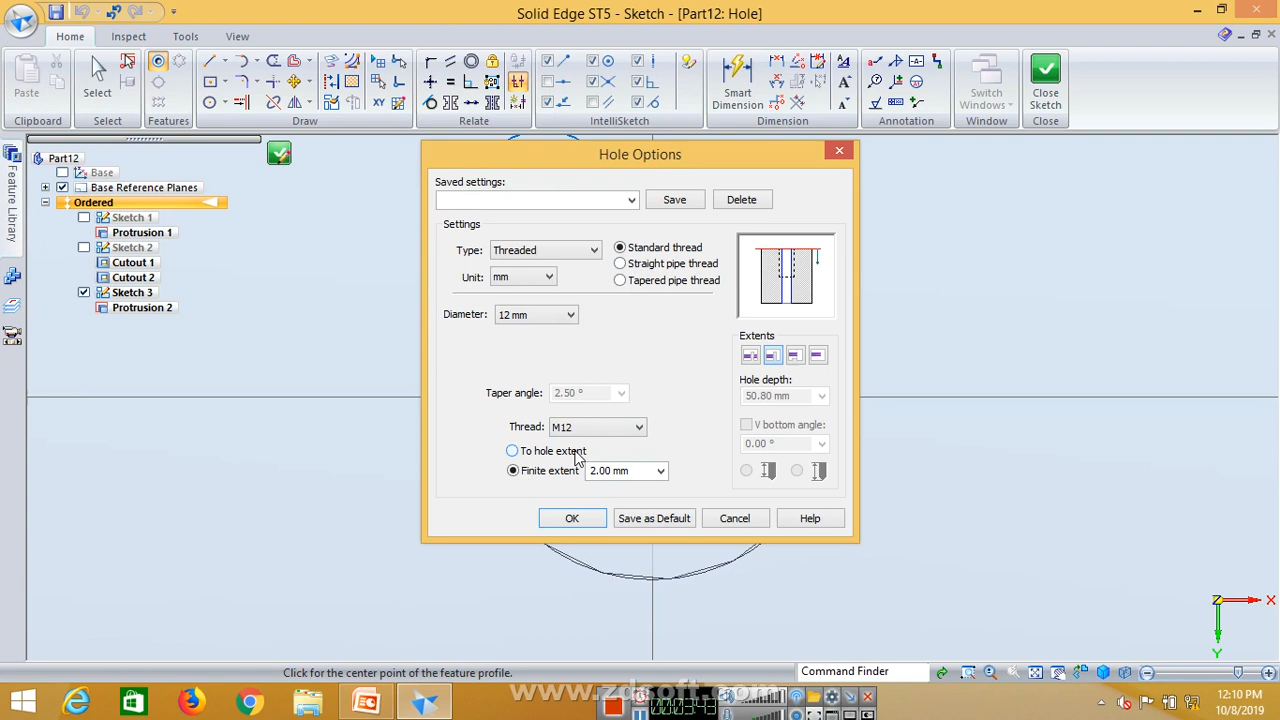 Solid Edge ST5 - Sketch - [Part12: Hole]
Home Inspect Tools View
Paste
Select
Smart Dimension
Switch Windows
Close Sketch
Clipboard Select Features Draw Relate IntelliSketch Dimension Annotation Window Close
Feature Library
Part12
Base
Base Reference Planes
Ordered
Sketch 1
Protrusion 1
Sketch 2
Cutout 1
Cutout 2
Sketch 3
Protrusion 2
Hole Options
Saved settings:
Save Delete
Settings
Type: Threaded
Standard thread
Straight pipe thread
Unit: mm
Tapered pipe thread
Diameter: 12 mm
Extents
Hole depth:
50.80 mm
Taper angle: 2.50 °
V bottom angle:
0.00 °
Thread: M12
To hole extent
Finite extent 2.00 mm
OK Save as Default Cancel Help
Z X
Y
Click for the center point of the feature profile.
Command Finder
www.zdsoft.com
000:03:43
12:10 PM
10/8/2019